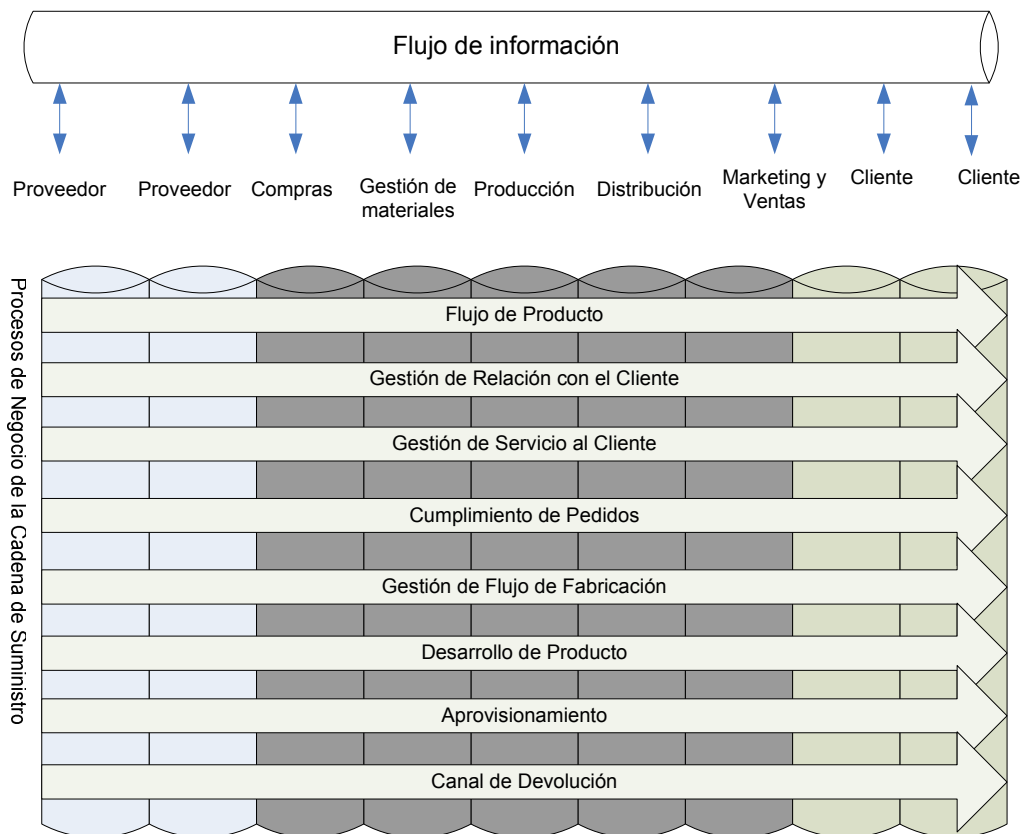 Flujo de información
Proveedor
Proveedor
Compras
Gestión de
materiales
Producción
Distribución
Marketing y
Ventas
Cliente
Cliente
Procesos de Negocio de la Cadena de Suministro
Flujo de Producto
Gestión de Relación con el Cliente
Gestión de Servicio al Cliente
Cumplimiento de Pedidos
Gestión de Flujo de Fabricación
Desarrollo de Producto
Aprovisionamiento
Canal de Devolución